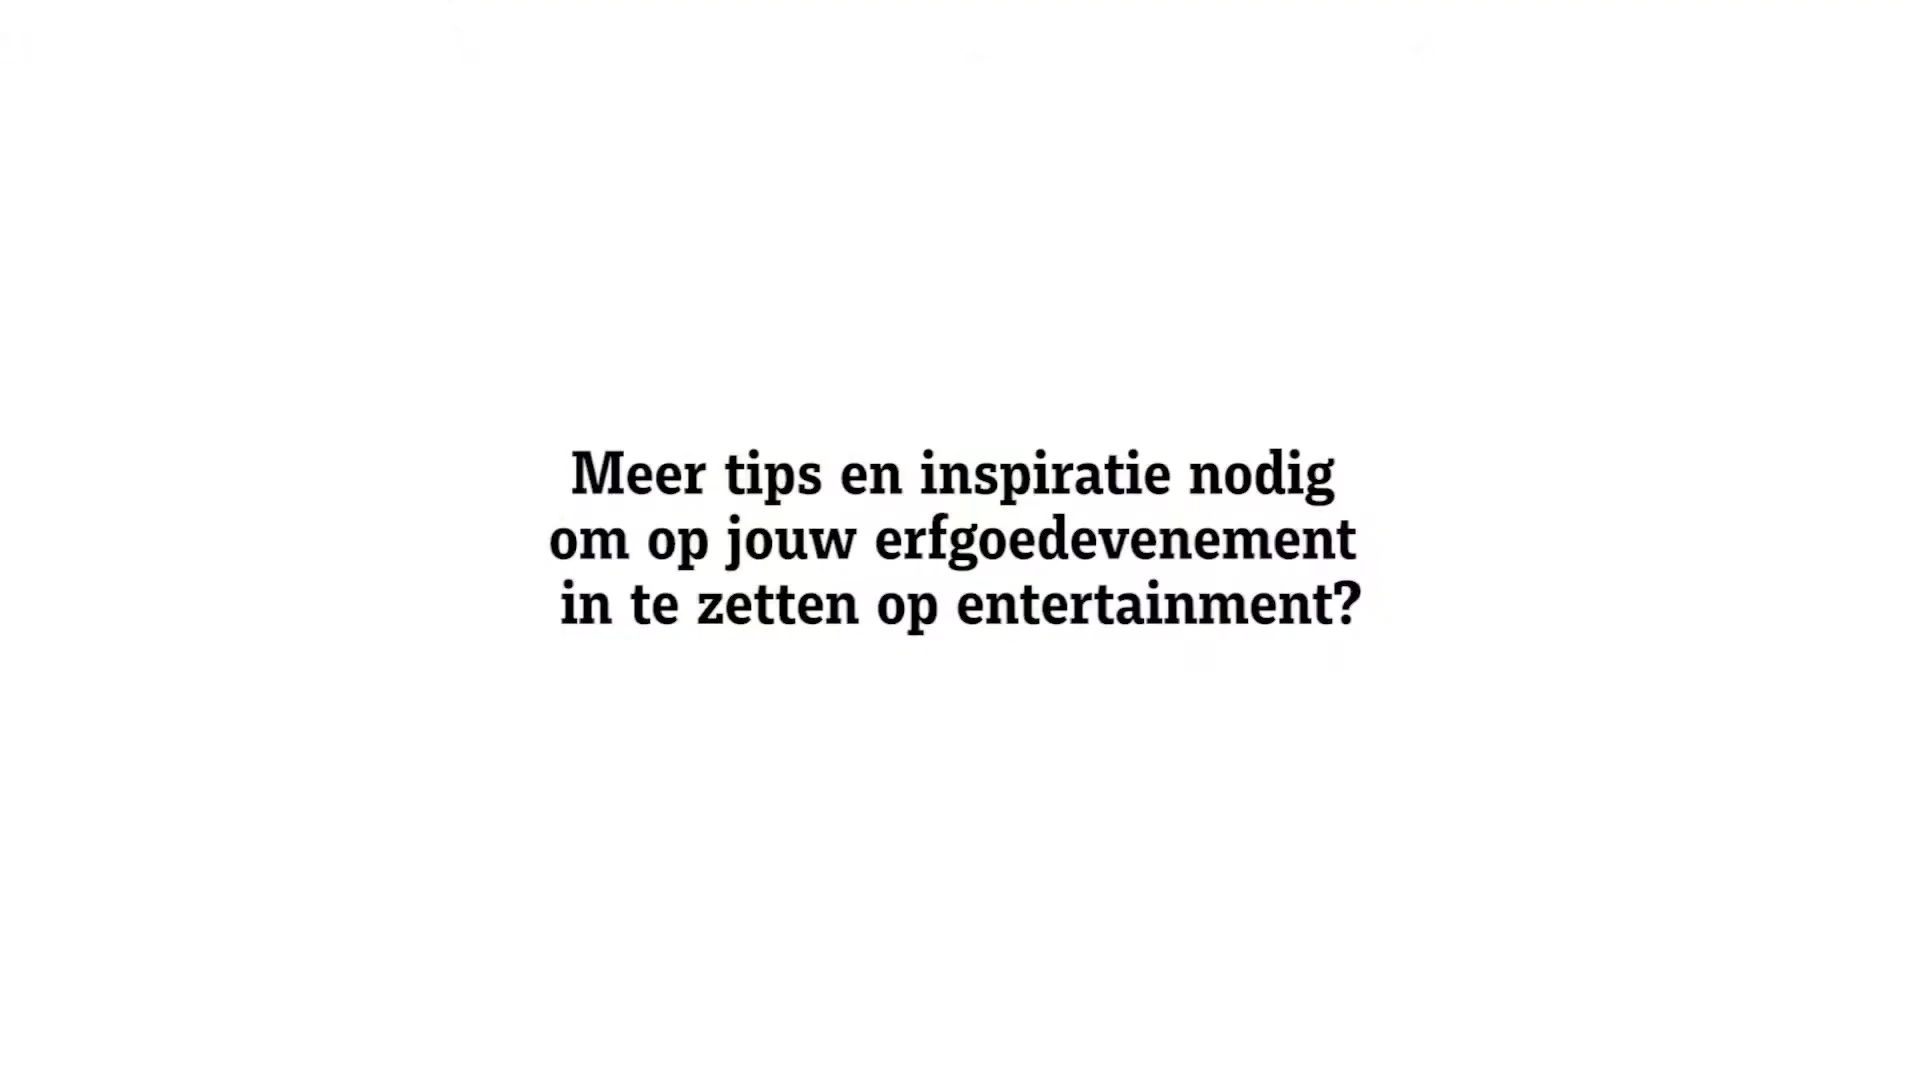 Meer tips en inspiratie nodig
om op jouw erfgoedevenement
in te zetten op entertainment?